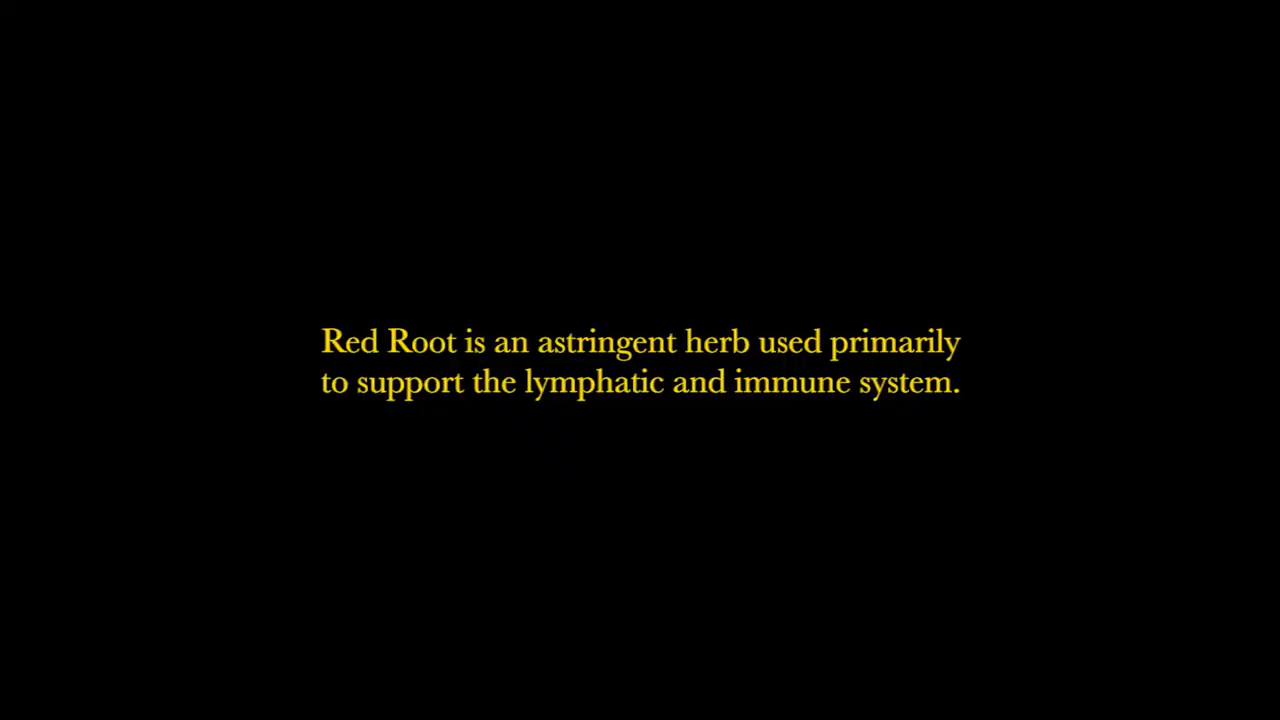 Red Root is an astringent herb used primarily
to support the lymphatic and immune system.